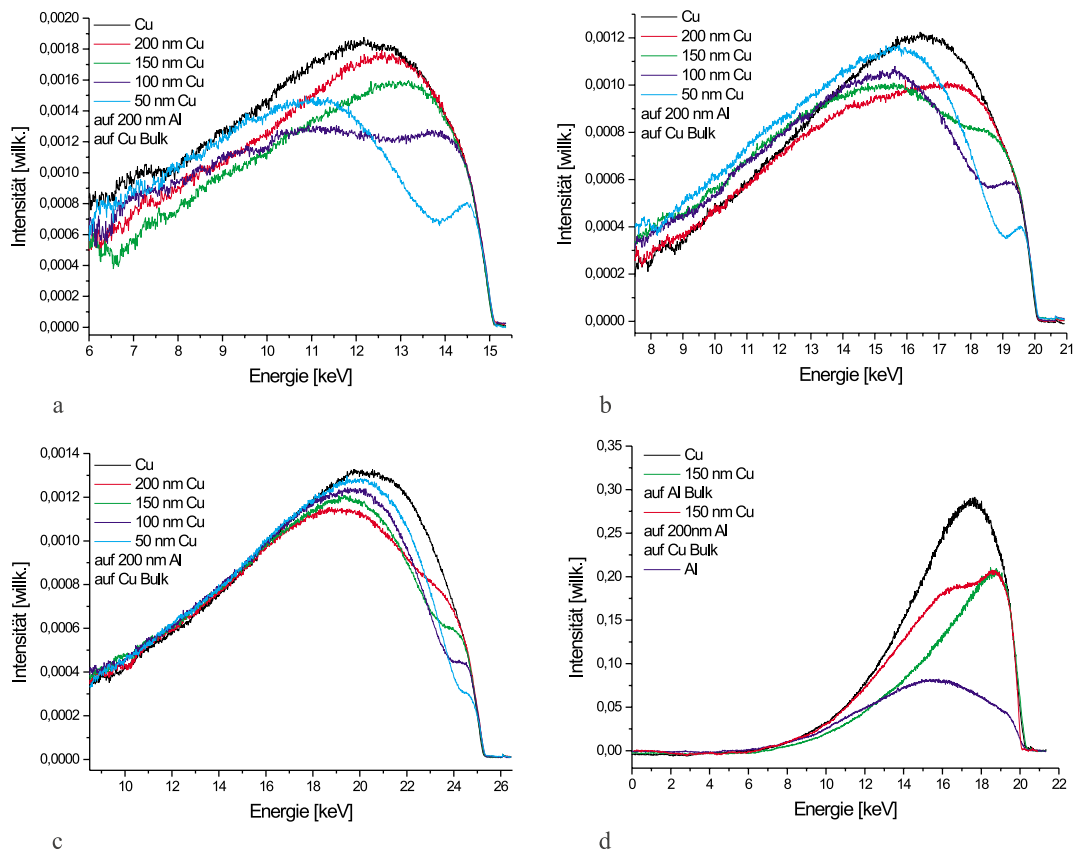 0,0020
0,0018
0,0016
0,0014
0,0012
0,0010
0,0008
0,0006
0,0004
0,0002
0,0000
Intensität [willk.]
Cu
200 nm Cu
150 nm Cu
100 nm Cu
50 nm Cu
auf 200 nm Al
auf Cu Bulk
6 7 8 9 10 11 12 13 14 15
Energie [keV]
a
0,0012
0,0010
0,0008
0,0006
0,0004
0,0002
0,0000
Intensität [willk.]
Cu
200 nm Cu
150 nm Cu
100 nm Cu
50 nm Cu
auf 200 nm Al
auf Cu Bulk
8 9 10 11 12 13 14 15 16 17 18 19 20 21
Energie [keV]
b
0,0014
0,0012
0,0010
0,0008
0,0006
0,0004
0,0002
0,0000
Intensität [willk.]
Cu
200 nm Cu
150 nm Cu
100 nm Cu
50 nm Cu
auf 200 nm Al
auf Cu Bulk
10 12 14 16 18 20 22 24 26
Energie [keV]
c
0,35
0,30
0,25
0,20
0,15
0,10
0,05
0,00
Intensität [willk.]
Cu
150 nm Cu
auf Al Bulk
150 nm Cu
auf 200nm Al
auf Cu Bulk
Al
0 2 4 6 8 10 12 14 16 18 20 22
Energie [keV]
d